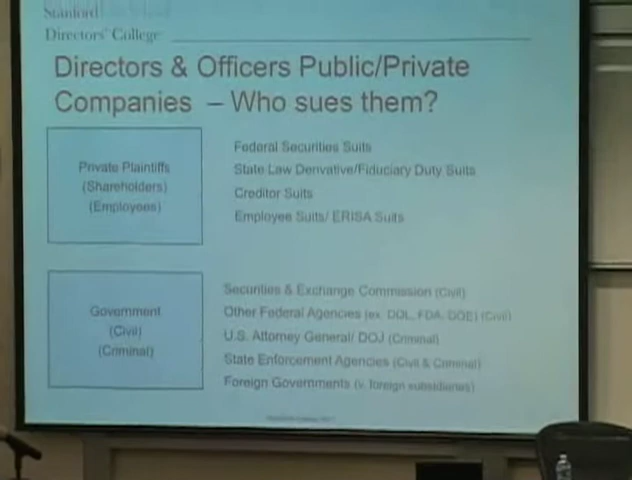 Stanford
Directors' College
Directors & Officers Public/Private
Companies – Who sues them?
Private Plaintiffs
(Shareholders)
(Employees)
Federal Securities Suits
State Law Derivative/Fiduciary Duty Suits
Creditor Suits
Employee Suits/ ERISA Suits
Government
(Civil)
(Criminal)
Securities & Exchange Commission (Civil)
Other Federal Agencies (ex. DOL, FDA, DOE) (Civil)
U.S. Attorney General/ DOJ (Criminal)
State Enforcement Agencies (Civil & Criminal)
Foreign Governments (v. foreign subsidiaries)